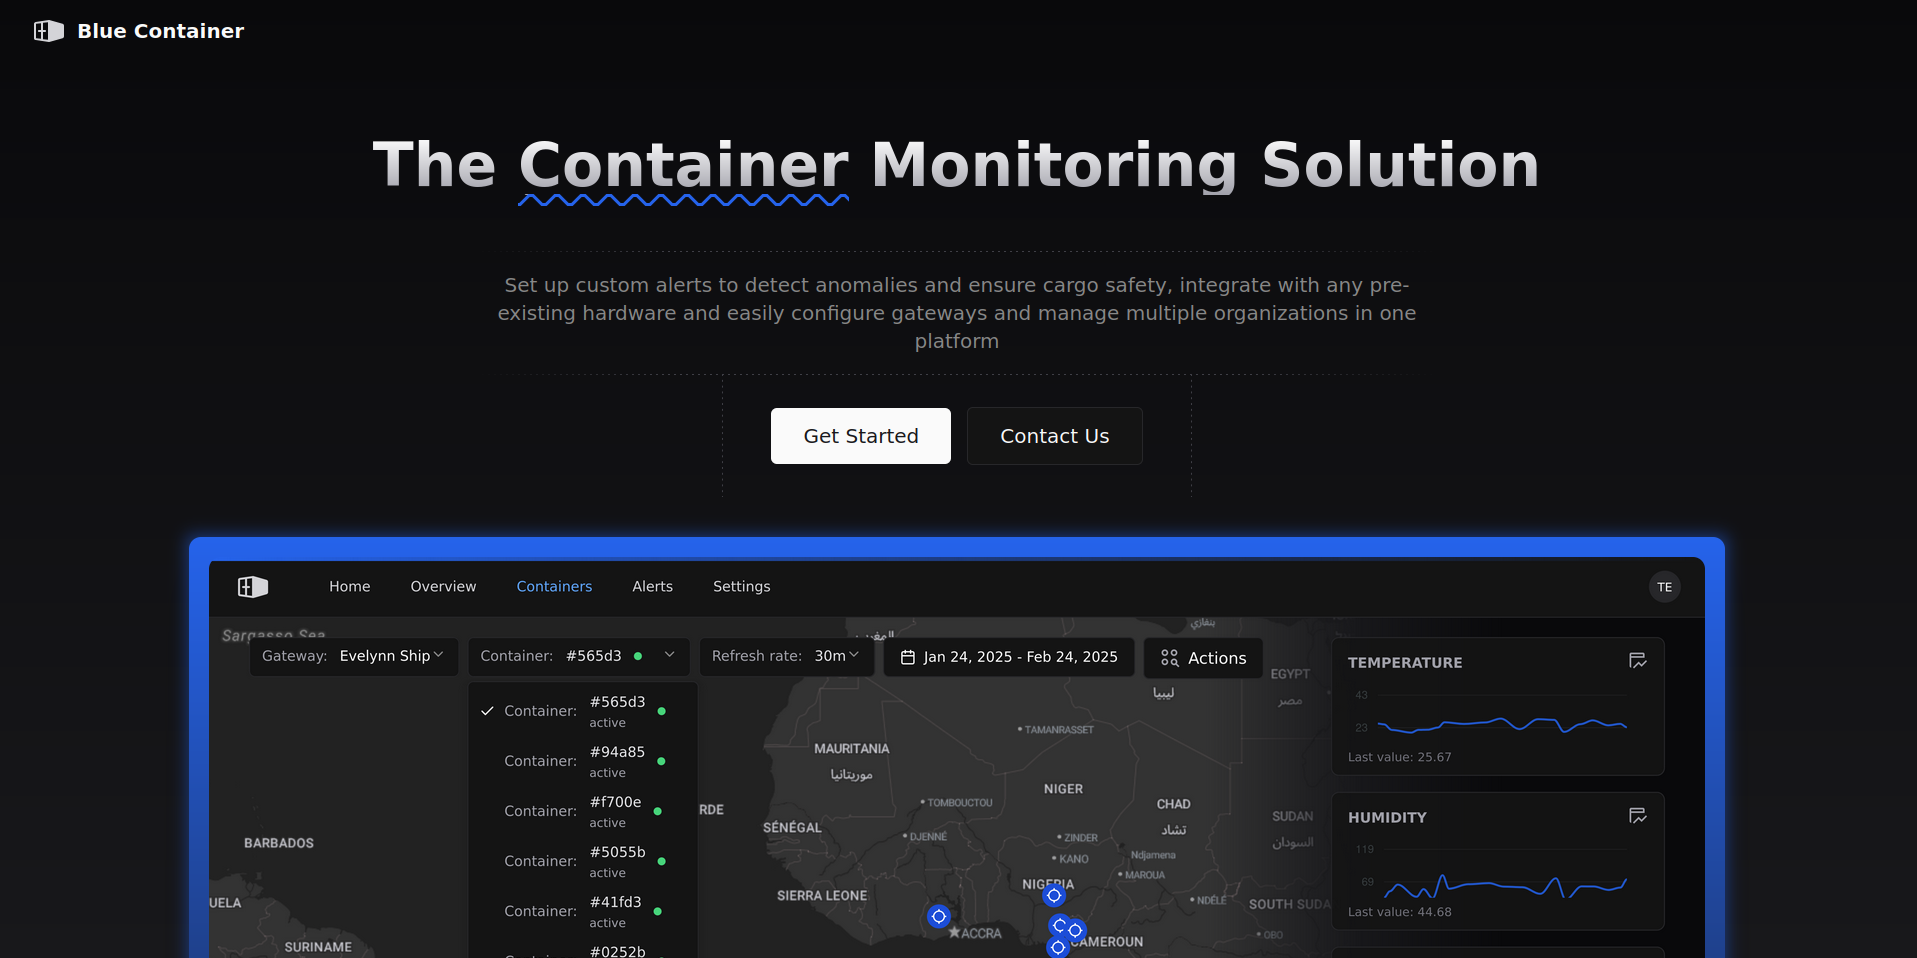 Blue Container
The Container Monitoring Solution
Set up custom alerts to detect anomalies and ensure cargo safety, integrate with any pre-
existing hardware and easily configure gateways and manage multiple organizations in one
platform
Get Started
Contact Us
Home
Overview
Containers
Alerts
Settings
TE
Sargasso Sea
Gateway: Evelynn Ship
Container: #565d3
Refresh rate: 30m
Jan 24, 2025 - Feb 24, 2025
Actions
Container: #565d3
active
Container: #94a85
active
Container: #f700e
active
Container: #5055b
active
Container: #41fd3
active
#0252b
المغرب
بنغازي
ليبيا
EGYPT
مصر
TAMANRASSET
MAURITANIA
موريتانيا
NIGER
TOMBOUCTOU
CHAD
تشاد
RDE
SÉNÉGAL
DJENNÉ
ZINDER
SUDAN
السودان
BARBADOS
KANO
Ndjamena
MAROUA
NIGERIA
SIERRA LEONE
NDÉLÉ
SOUTH SUDA
UELA
ACCRA
CAMEROUN
OBO
SURINAME
TEMPERATURE
43
23
Last value: 25.67
HUMIDITY
119
69
Last value: 44.68